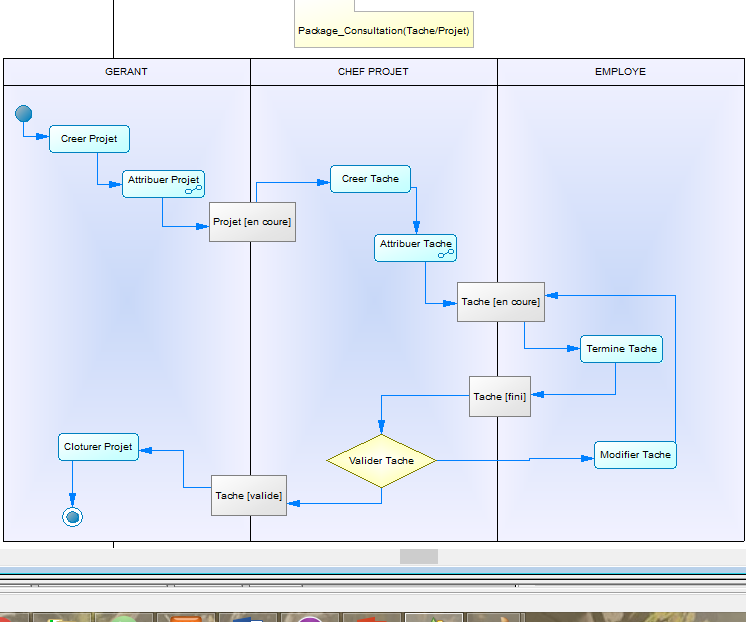 Package_Consultation(Tache/Projet)
GERANT
CHEF PROJET
EMPLOYE
Creer Projet
Attribuer Projet
Creer Tache
Projet [en coure]
Attribuer Tache
Tache [en coure]
Termine Tache
Tache [fini]
Cloturer Projet
Valider Tache
Modifier Tache
Tache [valide]